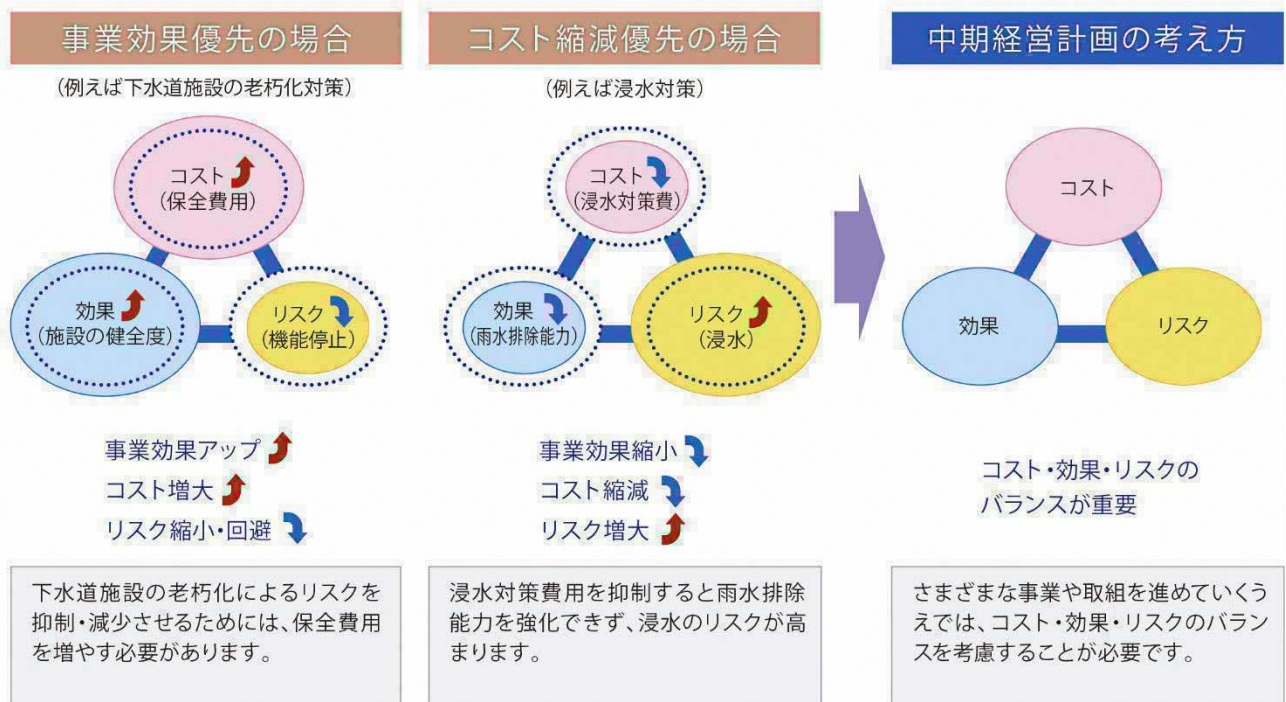 事業効果優先の場合
(例えば下水道施設の老朽化対策)
コスト
(保全費用)
効果
(施設の健全度)
リスク
(機能停止)
事業効果アップ
コスト増大
リスク縮小・回避
下水道施設の老朽化によるリスクを
抑制・減少させるためには、保全費用
を増やす必要があります。
コスト縮減優先の場合
(例えば浸水対策)
コスト
(浸水対策費)
効果
(雨水排除能力)
リスク
(浸水)
事業効果縮小
コスト縮減
リスク増大
浸水対策費用を抑制すると雨水排除
能力を強化できず、浸水のリスクが高
まります。
中期経営計画の考え方
コスト
効果
リスク
コスト・効果・リスクの
バランスが重要
さまざまな事業や取組を進めていくう
えでは、コスト・効果・リスクのバラン
スを考慮することが必要です。